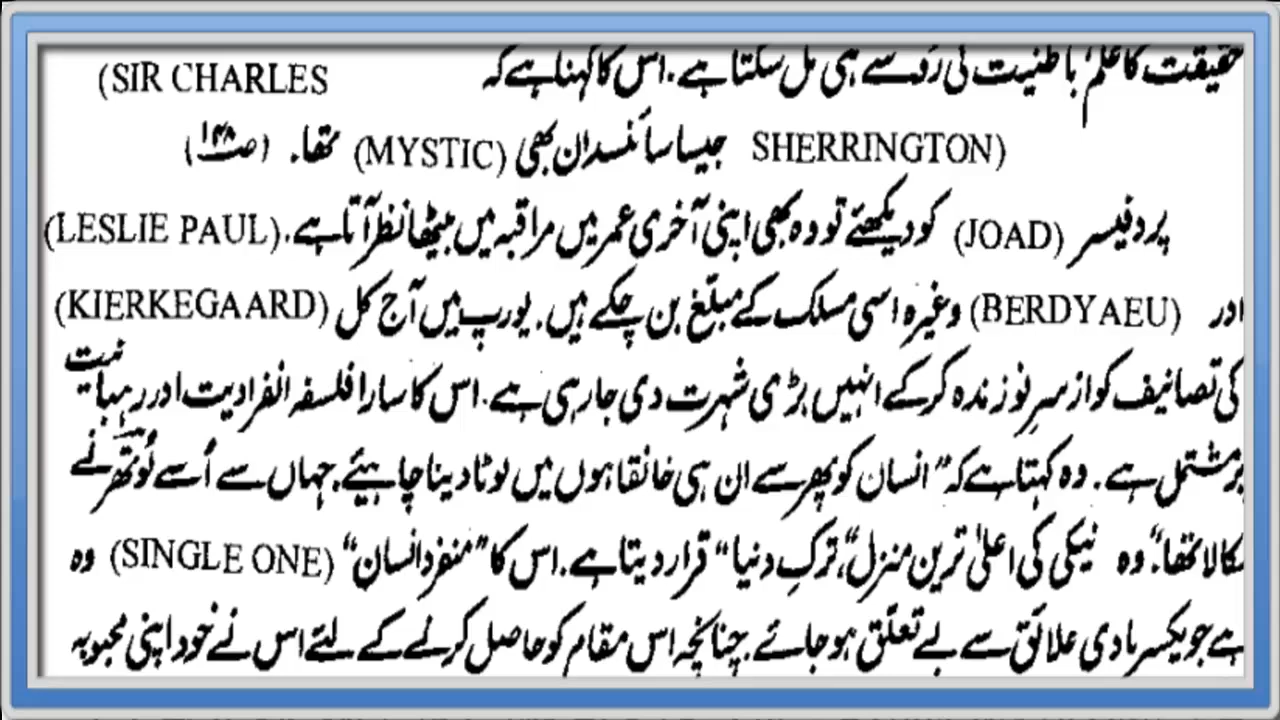 حقیقت کا علم باطنیت کی رُو سے ہی مل سکتا ہے۔ اس کا کہنا ہے کہ (SIR CHARLES
SHERRINGTON) جیسا سائنسدان بھی (MYSTIC) تھا۔ (ص ۱۴۸)
پروفیسر (JOAD) کو دیکھئے تو وہ بھی اپنی آخری عمر میں مراقبہ میں بیٹھا نظر آتا ہے۔ (LESLIE PAUL)
اور (BERDYAEU) وغیرہ اسی مسلک کے مبلّغ بن چکے ہیں۔ یورپ میں آج کل (KIERKEGAARD)
کی تصانیف کو از سرِ نو زندہ کرکے انہیں بڑی شہرت دی جا رہی ہے۔ اس کا سارا فلسفہ انفرادیت اور رہبانیت
پر مشتمل ہے۔ وہ کہتا ہے کہ ”انسان کو پھر سے ان ہی خانقاہوں میں لوٹا دینا چاہیئے جہاں سے اُسے لُوتھر نے
نکالا تھا“۔ وہ نیکی کی اعلیٰ ترین منزل، ”ترکِ دنیا“ قرار دیتا ہے۔ اس کا ”منفرد انسان“ (SINGLE ONE) وہ
ہے جو یکسر مادی علائق سے بے تعلّق ہو جائے۔ چنانچہ اس مقام کو حاصل کرنے کے لئے اس نے خود اپنی محبوبہ